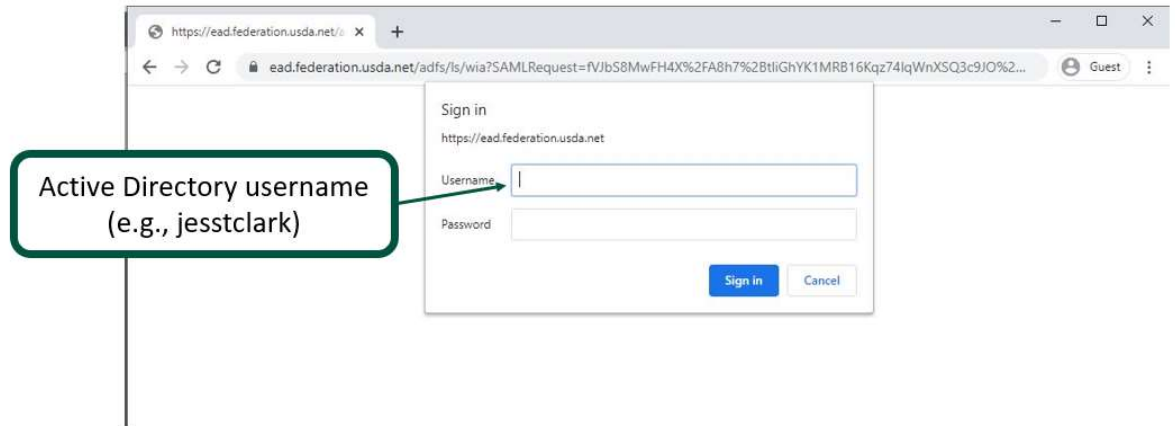 https://ead.federation.usda.net/a
ead.federation.usda.net/adfs/ls/wia?SAMLRequest=fVJbS8MwFH4X%2FA8h7%2BtliGhYK1MRB16Kqz74IqWnXSQ3c9JO%2...
Guest
Sign in
https://ead.federation.usda.net
Username
Active Directory username
(e.g., jesstclark)
Password
Sign in
Cancel